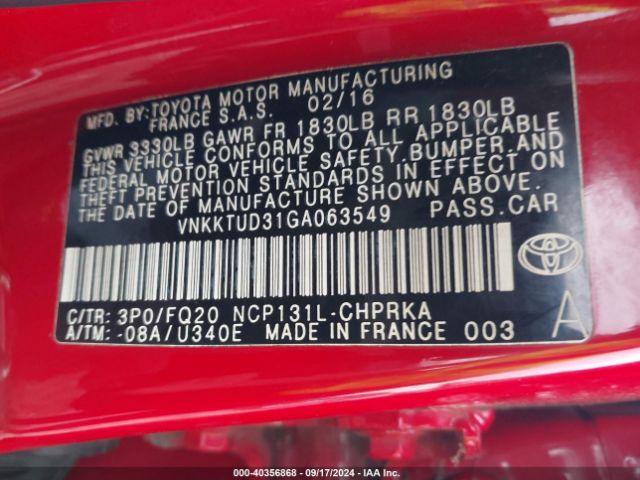 MFD. BY:TOYOTA MOTOR MANUFACTURING
FRANCE S.A.S. 02/16
GVWR 3330LB GAWR FR 1830LB RR 1830LB
THIS VEHICLE CONFORMS TO ALL APPLICABLE
FEDERAL MOTOR VEHICLE SAFETY,BUMPER,AND
THEFT PREVENTION STANDARDS IN EFFECT ON
THE DATE OF MANUFACTURE SHOWN ABOVE.
VNKKTUD31GA063549 PASS.CAR
C/TR: 3P0/FQ20 NCP131L-CHPRKA
A/TM: -08A/U340E MADE IN FRANCE 003
A
000-40356868 - 09/17/2024 - IAA Holdings, LLC.